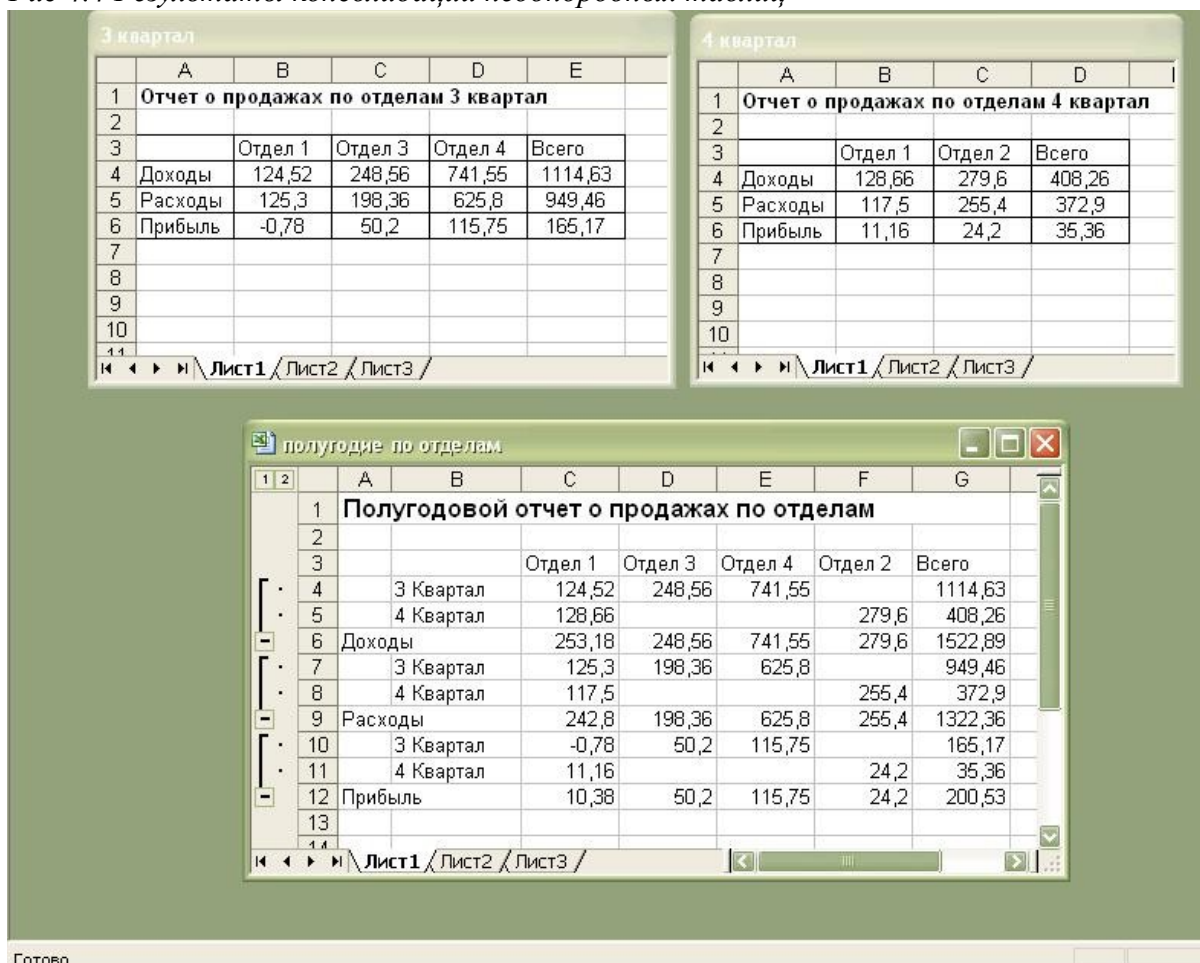 Рис 4.4 Результаты консолидации неоднородных таблиц
3 квартал
A B C D E
1 Отчет о продажах по отделам 3 квартал
2
3 Отдел 1 Отдел 3 Отдел 4 Всего
4 Доходы 124,52 248,56 741,55 1114,63
5 Расходы 125,3 198,36 625,8 949,46
6 Прибыль -0,78 50,2 115,75 165,17
7
8
9
10
11
Лист1 Лист2 Лист3
4 квартал
A B C D
1 Отчет о продажах по отделам 4 квартал
2
3 Отдел 1 Отдел 2 Всего
4 Доходы 128,66 279,6 408,26
5 Расходы 117,5 255,4 372,9
6 Прибыль 11,16 24,2 35,36
7
8
9
10
Лист1 Лист2 Лист3
полугодие по отделам
1 2 A B C D E F G
1 Полугодовой отчет о продажах по отделам
2
3 Отдел 1 Отдел 3 Отдел 4 Отдел 2 Всего
4 3 Квартал 124,52 248,56 741,55 1114,63
5 4 Квартал 128,66 279,6 408,26
6 Доходы 253,18 248,56 741,55 279,6 1522,89
7 3 Квартал 125,3 198,36 625,8 949,46
8 4 Квартал 117,5 255,4 372,9
9 Расходы 242,8 198,36 625,8 255,4 1322,36
10 3 Квартал -0,78 50,2 115,75 165,17
11 4 Квартал 11,16 24,2 35,36
12 Прибыль 10,38 50,2 115,75 24,2 200,53
13
14
Лист1 Лист2 Лист3
Готово